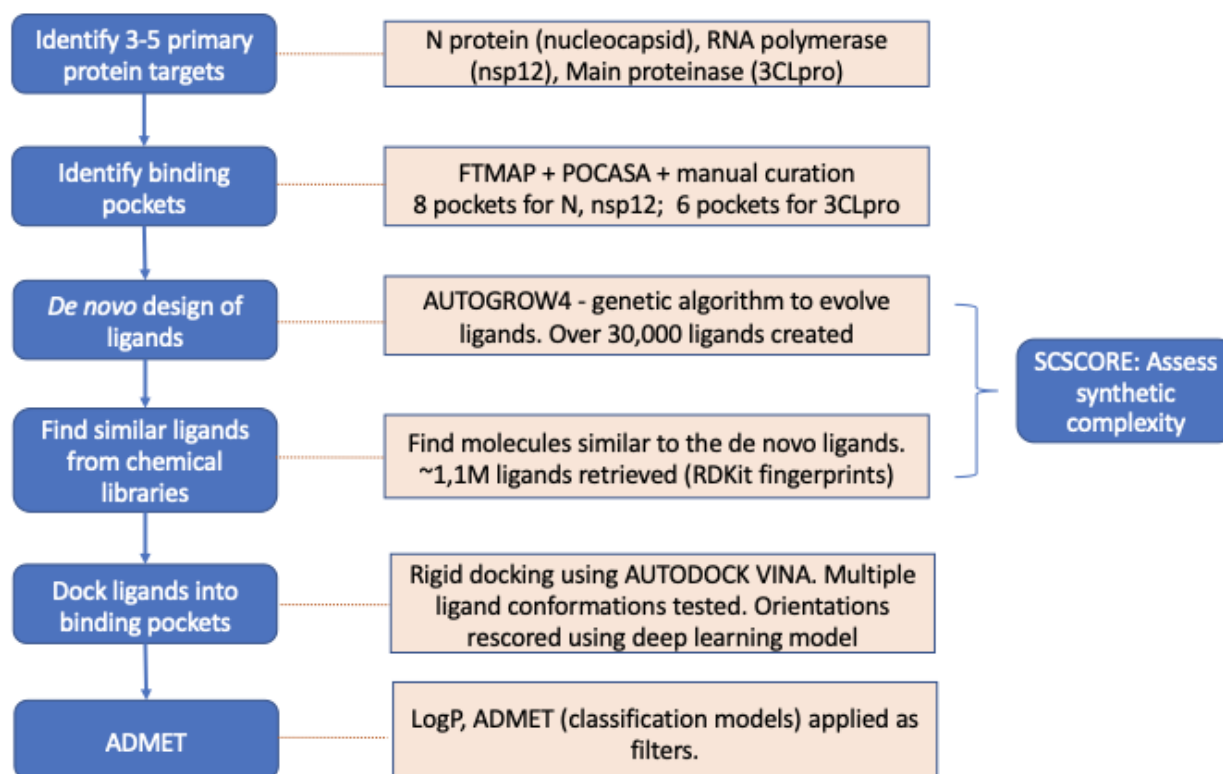 Identify 3-5 primary
protein targets
N protein (nucleocapsid), RNA polymerase
(nsp12), Main proteinase (3CLpro)
Identify binding
pockets
FTMAP + POCASA + manual curation
8 pockets for N, nsp12;  6 pockets for 3CLpro
De novo design of
ligands
AUTOGROW4 - genetic algorithm to evolve
ligands. Over 30,000 ligands created
SCSCORE: Assess
synthetic
complexity
Find similar ligands
from chemical
libraries
Find molecules similar to the de novo ligands.
~1,1M ligands retrieved (RDKit fingerprints)
Dock ligands into
binding pockets
Rigid docking using AUTODOCK VINA. Multiple
ligand conformations tested. Orientations
rescored using deep learning model
ADMET
LogP, ADMET (classification models) applied as
filters.